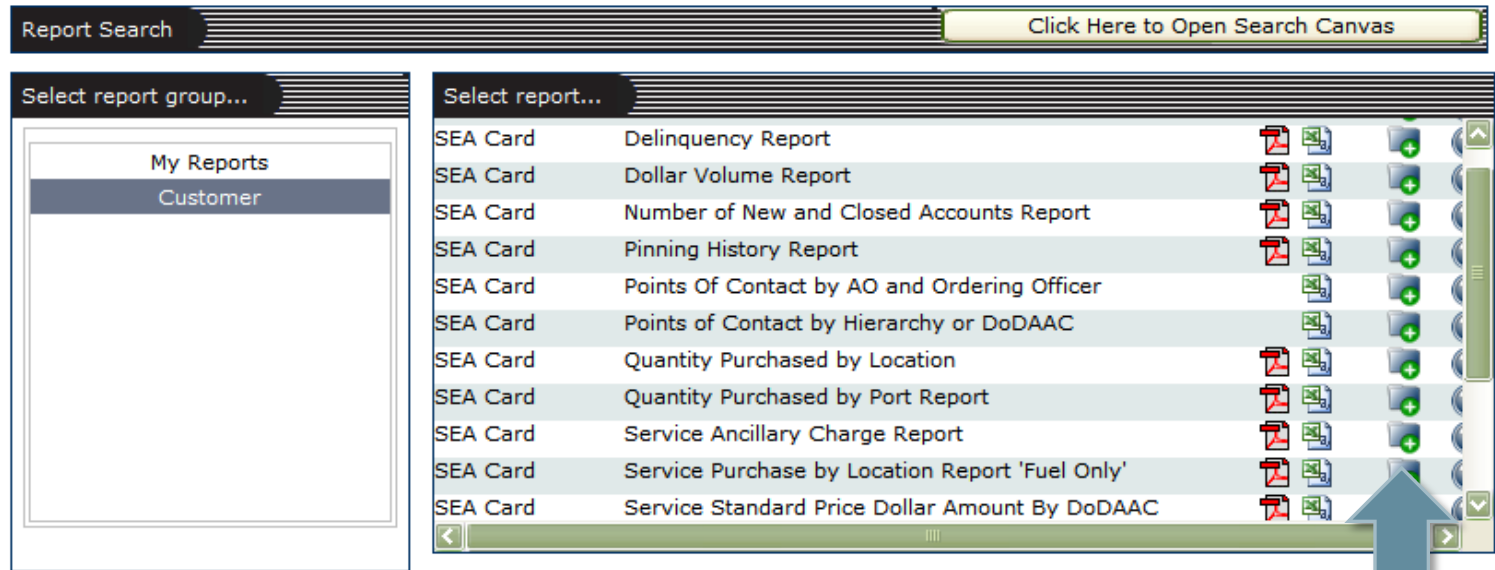 Report Search
Click Here to Open Search Canvas
Select report group...
My Reports
Customer
Select report...
SEA Card Delinquency Report
SEA Card Dollar Volume Report
SEA Card Number of New and Closed Accounts Report
SEA Card Pinning History Report
SEA Card Points Of Contact by AO and Ordering Officer
SEA Card Points of Contact by Hierarchy or DoDAAC
SEA Card Quantity Purchased by Location
SEA Card Quantity Purchased by Port Report
SEA Card Service Ancillary Charge Report
SEA Card Service Purchase by Location Report 'Fuel Only'
SEA Card Service Standard Price Dollar Amount By DoDAAC